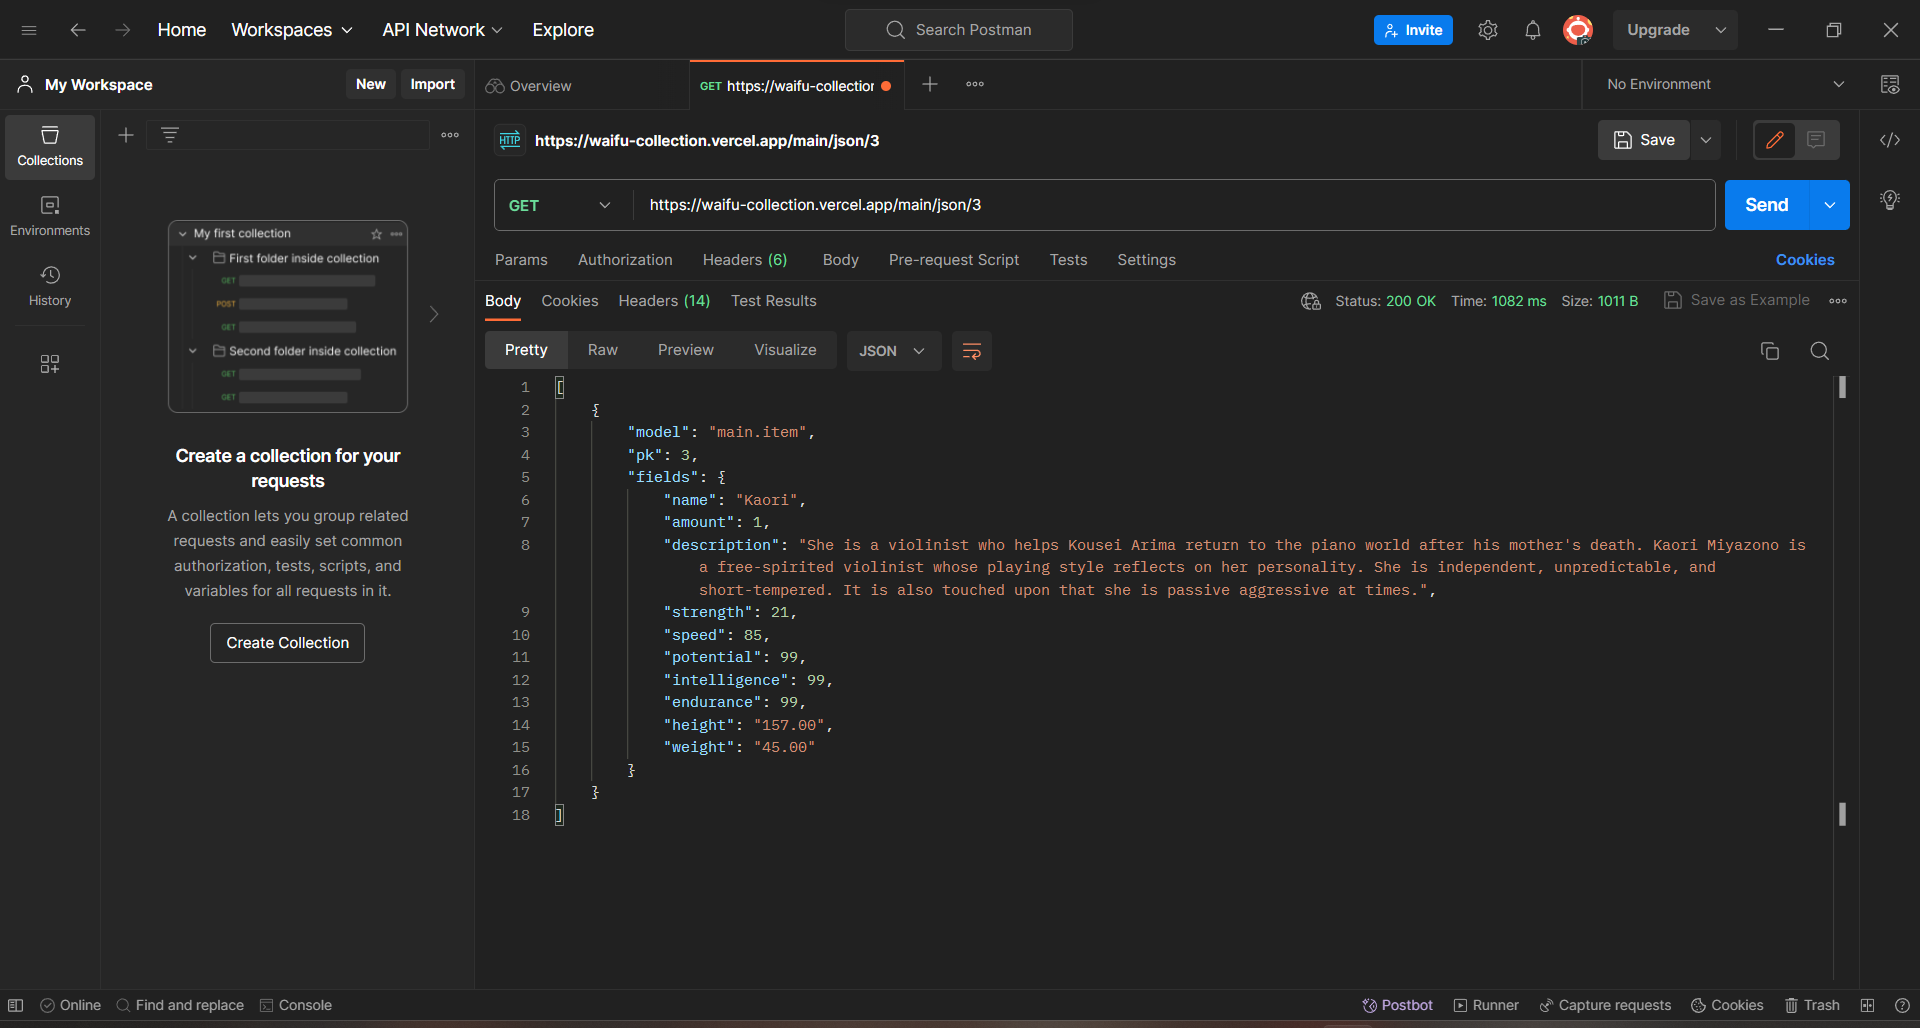 Home Workspaces API Network Explore Search Postman Invite Upgrade
My Workspace New Import Overview GET https://waifu-collection No Environment
Collections
Environments
History
My first collection
First folder inside collection
GET
POST
GET
Second folder inside collection
GET
GET
Create a collection for your
requests
A collection lets you group related
requests and easily set common
authorization, tests, scripts, and
variables for all requests in it.
Create Collection
HTTP https://waifu-collection.vercel.app/main/json/3 Save
GET https://waifu-collection.vercel.app/main/json/3 Send
Params Authorization Headers (6) Body Pre-request Script Tests Settings Cookies
Body Cookies Headers (14) Test Results Status: 200 OK Time: 1082 ms Size: 1011 B Save as Example
Pretty Raw Preview Visualize JSON
1 [
2 {
3 "model": "main.item",
4 "pk": 3,
5 "fields": {
6 "name": "Kaori",
7 "amount": 1,
8 "description": "She is a violinist who helps Kousei Arima return to the piano world after his mother's death. Kaori Miyazono is
a free-spirited violinist whose playing style reflects on her personality. She is independent, unpredictable, and
short-tempered. It is also touched upon that she is passive aggressive at times.",
9 "strength": 21,
10 "speed": 85,
11 "potential": 99,
12 "intelligence": 99,
13 "endurance": 99,
14 "height": "157.00",
15 "weight": "45.00"
16 }
17 }
18 ]
Online Find and replace Console Postbot Runner Capture requests Cookies Trash